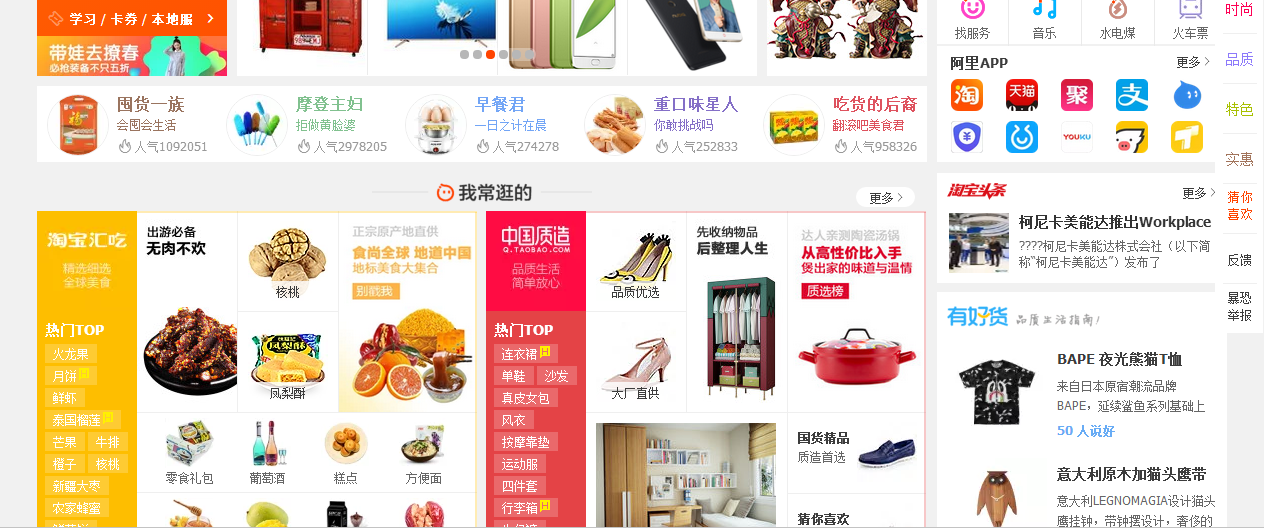 学习 / 卡券 / 本地服
带娃去撩春
必抢装备不只五折
囤货一族
会囤会生活
人气1092051
摩登主妇
拒做黄脸婆
人气2978205
早餐君
一日之计在晨
人气274278
重口味星人
你敢挑战吗
人气252833
吃货的后裔
翻滚吧美食君
人气958326
我常逛的
更多
淘宝汇吃
精选细选
全球美食
热门TOP
火龙果
月饼
鲜虾
泰国榴莲
芒果 牛排
橙子 核桃
新疆大枣
农家蜂蜜
出游必备
无肉不欢
核桃
凤梨酥
正宗原产地直供
食尚全球 地道中国
地标美食大集合
别戳我
零食礼包
葡萄酒
糕点
方便面
中国质造
Q.TAOBAO.COM
品质生活
简单放心
热门TOP
连衣裙
单鞋 沙发
真皮女包
风衣
按摩靠垫
运动服
四件套
行李箱
品质优选
大厂直供
先收纳物品
后整理人生
达人亲测陶瓷汤锅
从高性价比入手
煲出家的味道与温情
质选榜
国货精品
质造首选
猜你喜欢
找服务
音乐
水电煤
火车票
阿里APP
更多
淘
天猫
聚
支
YOUKU
淘宝头条
更多
柯尼卡美能达推出Workplace
????柯尼卡美能达株式会社（以下简
称“柯尼卡美能达”）发布了
有好货
品质生活指南
BAPE 夜光熊猫T恤
来自日本原宿潮流品牌
BAPE，延续鲨鱼系列基础上
50 人说好
意大利原木加猫头鹰带
意大利LEGNOMAGIA设计猫头
鹰挂钟，带钟摆设计，奢侈的
时尚
品质
特色
实惠
猜你
喜欢
反馈
暴恐
举报